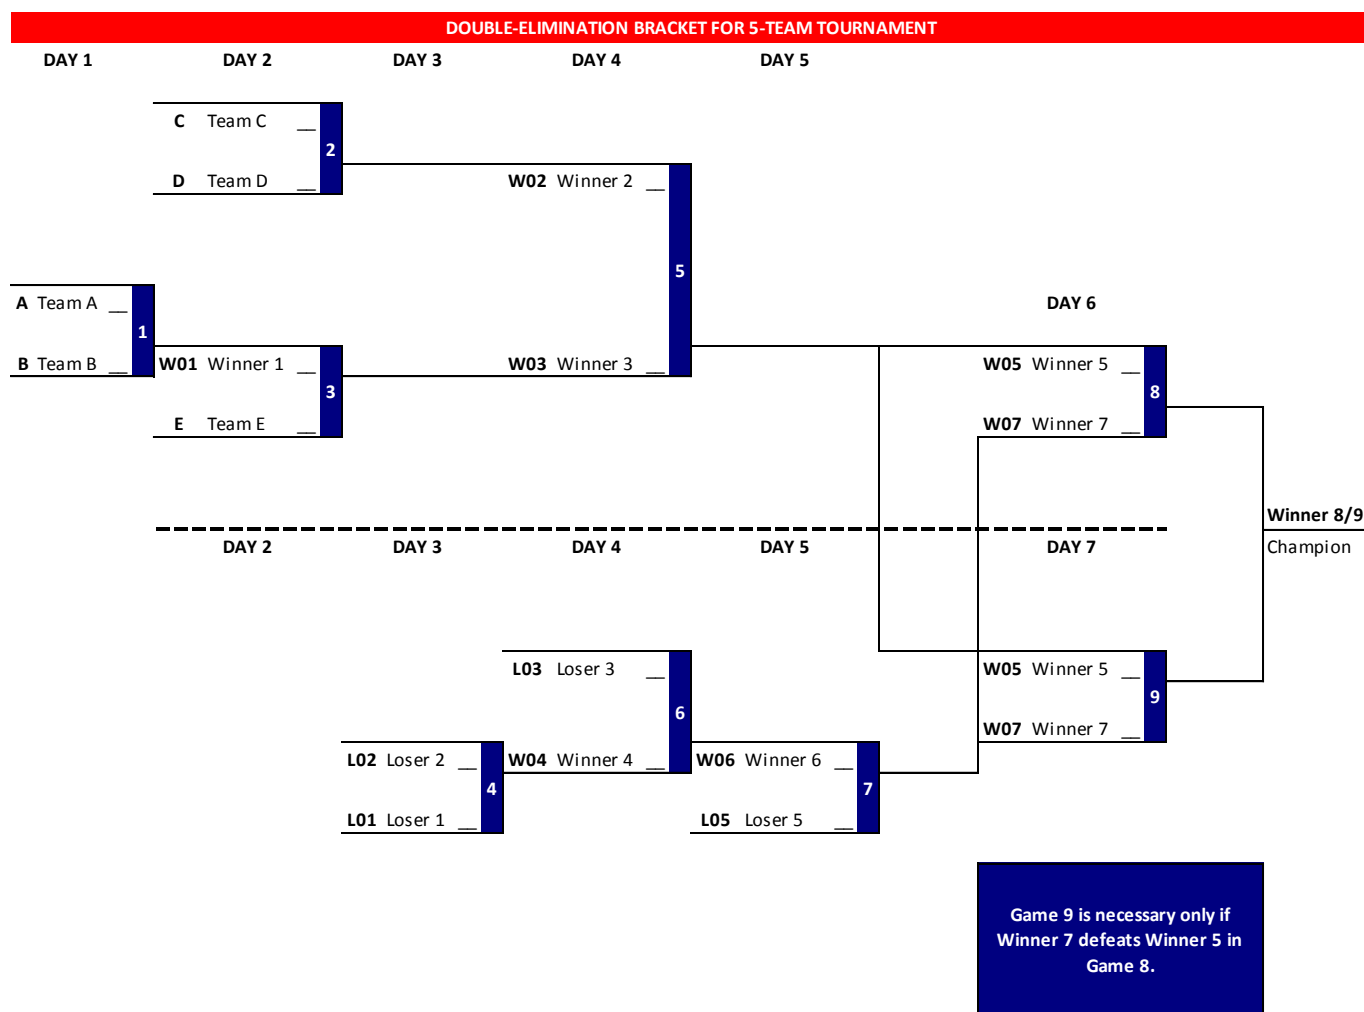 DOUBLE-ELIMINATION BRACKET FOR 5-TEAM TOURNAMENT
DAY 1 DAY 2 DAY 3 DAY 4 DAY 5
C Team C __
2
D Team D __
W02 Winner 2 __
5
A Team A __
DAY 6
1
B Team B __
W01 Winner 1 __
W03 Winner 3 __
W05 Winner 5 __
3
8
E Team E __
W07 Winner 7 __
Winner 8/9
DAY 2 DAY 3 DAY 4 DAY 5 DAY 7
Champion
L03 Loser 3 __
W05 Winner 5 __
6
9
W07 Winner 7 __
L02 Loser 2 __
W04 Winner 4 __
W06 Winner 6 __
4
7
L01 Loser 1 __
L05 Loser 5 __
Game 9 is necessary only if
Winner 7 defeats Winner 5 in
Game 8.